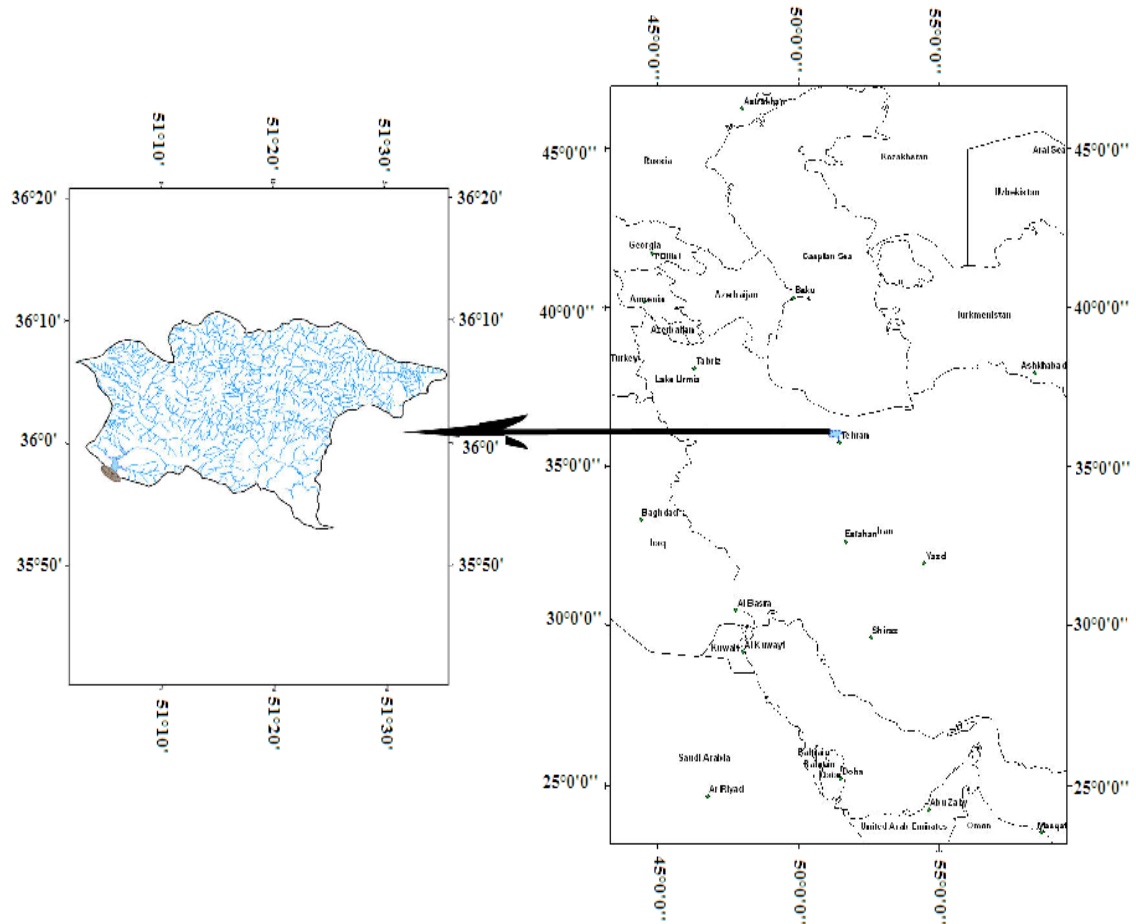 45°0'0" 50°0'0" 55°0'0"
51°10' 51°20' 51°30'
36°20' 36°20'
36°10' 36°10'
36°0' 36°0'
35°50' 35°50'
51°10' 51°20' 51°30'
45°0'0" 45°0'0"
Russia
Aral Sea
Uzbekistan
Georgia
Caspian Sea
Armenia
Azerbaijan
Baku
40°0'0" 40°0'0"
Azerbaijan
Turkmenistan
Turkey
Tabriz
Ashkhabad
Lake Urmia
Tehran
35°0'0" 35°0'0"
Baghdad
Iraq
Esfahan
Iran
Yazd
Al Basra
30°0'0" 30°0'0"
Shiraz
Kuwait
Al Kuwayt
Saudi Arabia
Bahrain
Doha
25°0'0" 25°0'0"
Ar Riyad
Abu Zaby
United Arab Emirates
Oman
45°0'0" 50°0'0" 55°0'0"